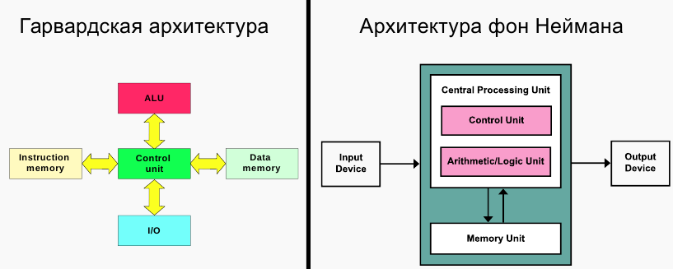 Гарвардская архитектура
ALU
Instruction
memory
Control
unit
Data
memory
I/O
Архитектура фон Неймана
Central Processing Unit
Control Unit
Arithmetic/Logic Unit
Input
Device
Output
Device
Memory Unit